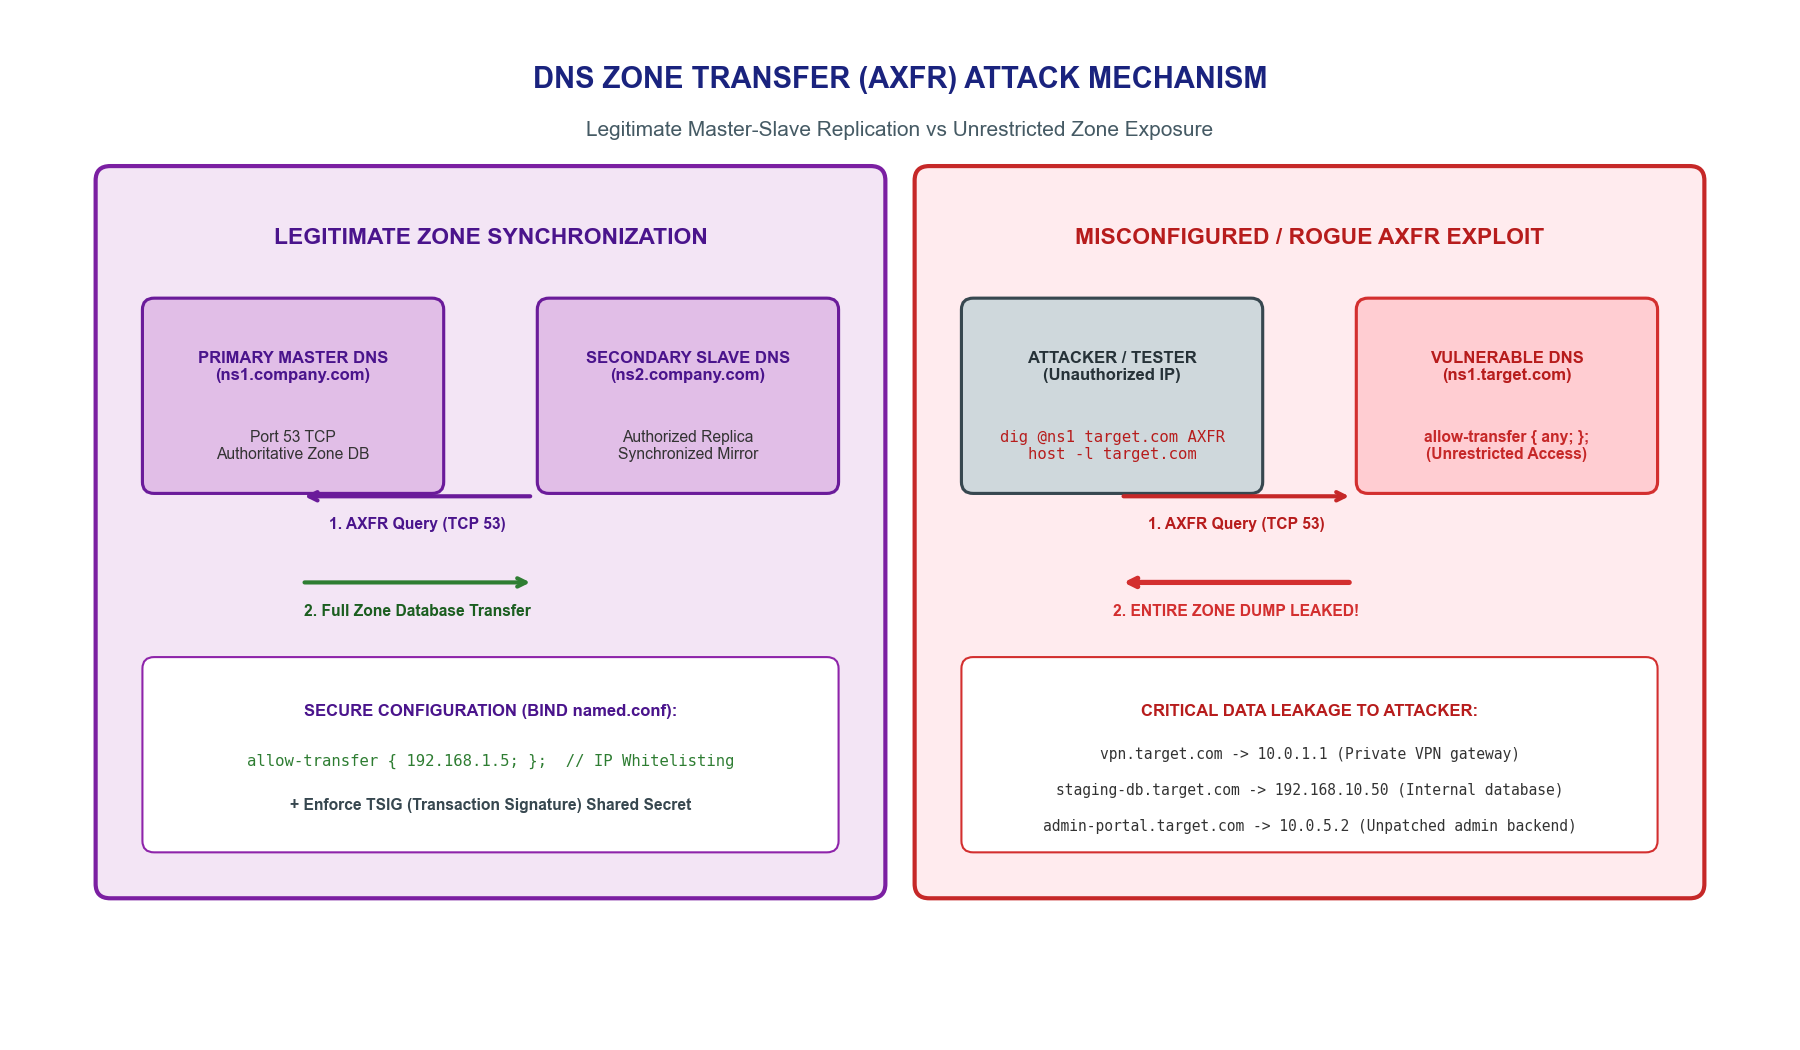 DNS ZONE TRANSFER (AXFR) ATTACK MECHANISM
Legitimate Master-Slave Replication vs Unrestricted Zone Exposure
LEGITIMATE ZONE SYNCHRONIZATION
PRIMARY MASTER DNS
(ns1.company.com)
Port 53 TCP
Authoritative Zone DB
SECONDARY SLAVE DNS
(ns2.company.com)
Authorized Replica
Synchronized Mirror
1. AXFR Query (TCP 53)
2. Full Zone Database Transfer
SECURE CONFIGURATION (BIND named.conf):
allow-transfer { 192.168.1.5; };  // IP Whitelisting
+ Enforce TSIG (Transaction Signature) Shared Secret
MISCONFIGURED / ROGUE AXFR EXPLOIT
ATTACKER / TESTER
(Unauthorized IP)
dig @ns1 target.com AXFR
host -l target.com
VULNERABLE DNS
(ns1.target.com)
allow-transfer { any; };
(Unrestricted Access)
1. AXFR Query (TCP 53)
2. ENTIRE ZONE DUMP LEAKED!
CRITICAL DATA LEAKAGE TO ATTACKER:
vpn.target.com -> 10.0.1.1 (Private VPN gateway)
staging-db.target.com -> 192.168.10.50 (Internal database)
admin-portal.target.com -> 10.0.5.2 (Unpatched admin backend)